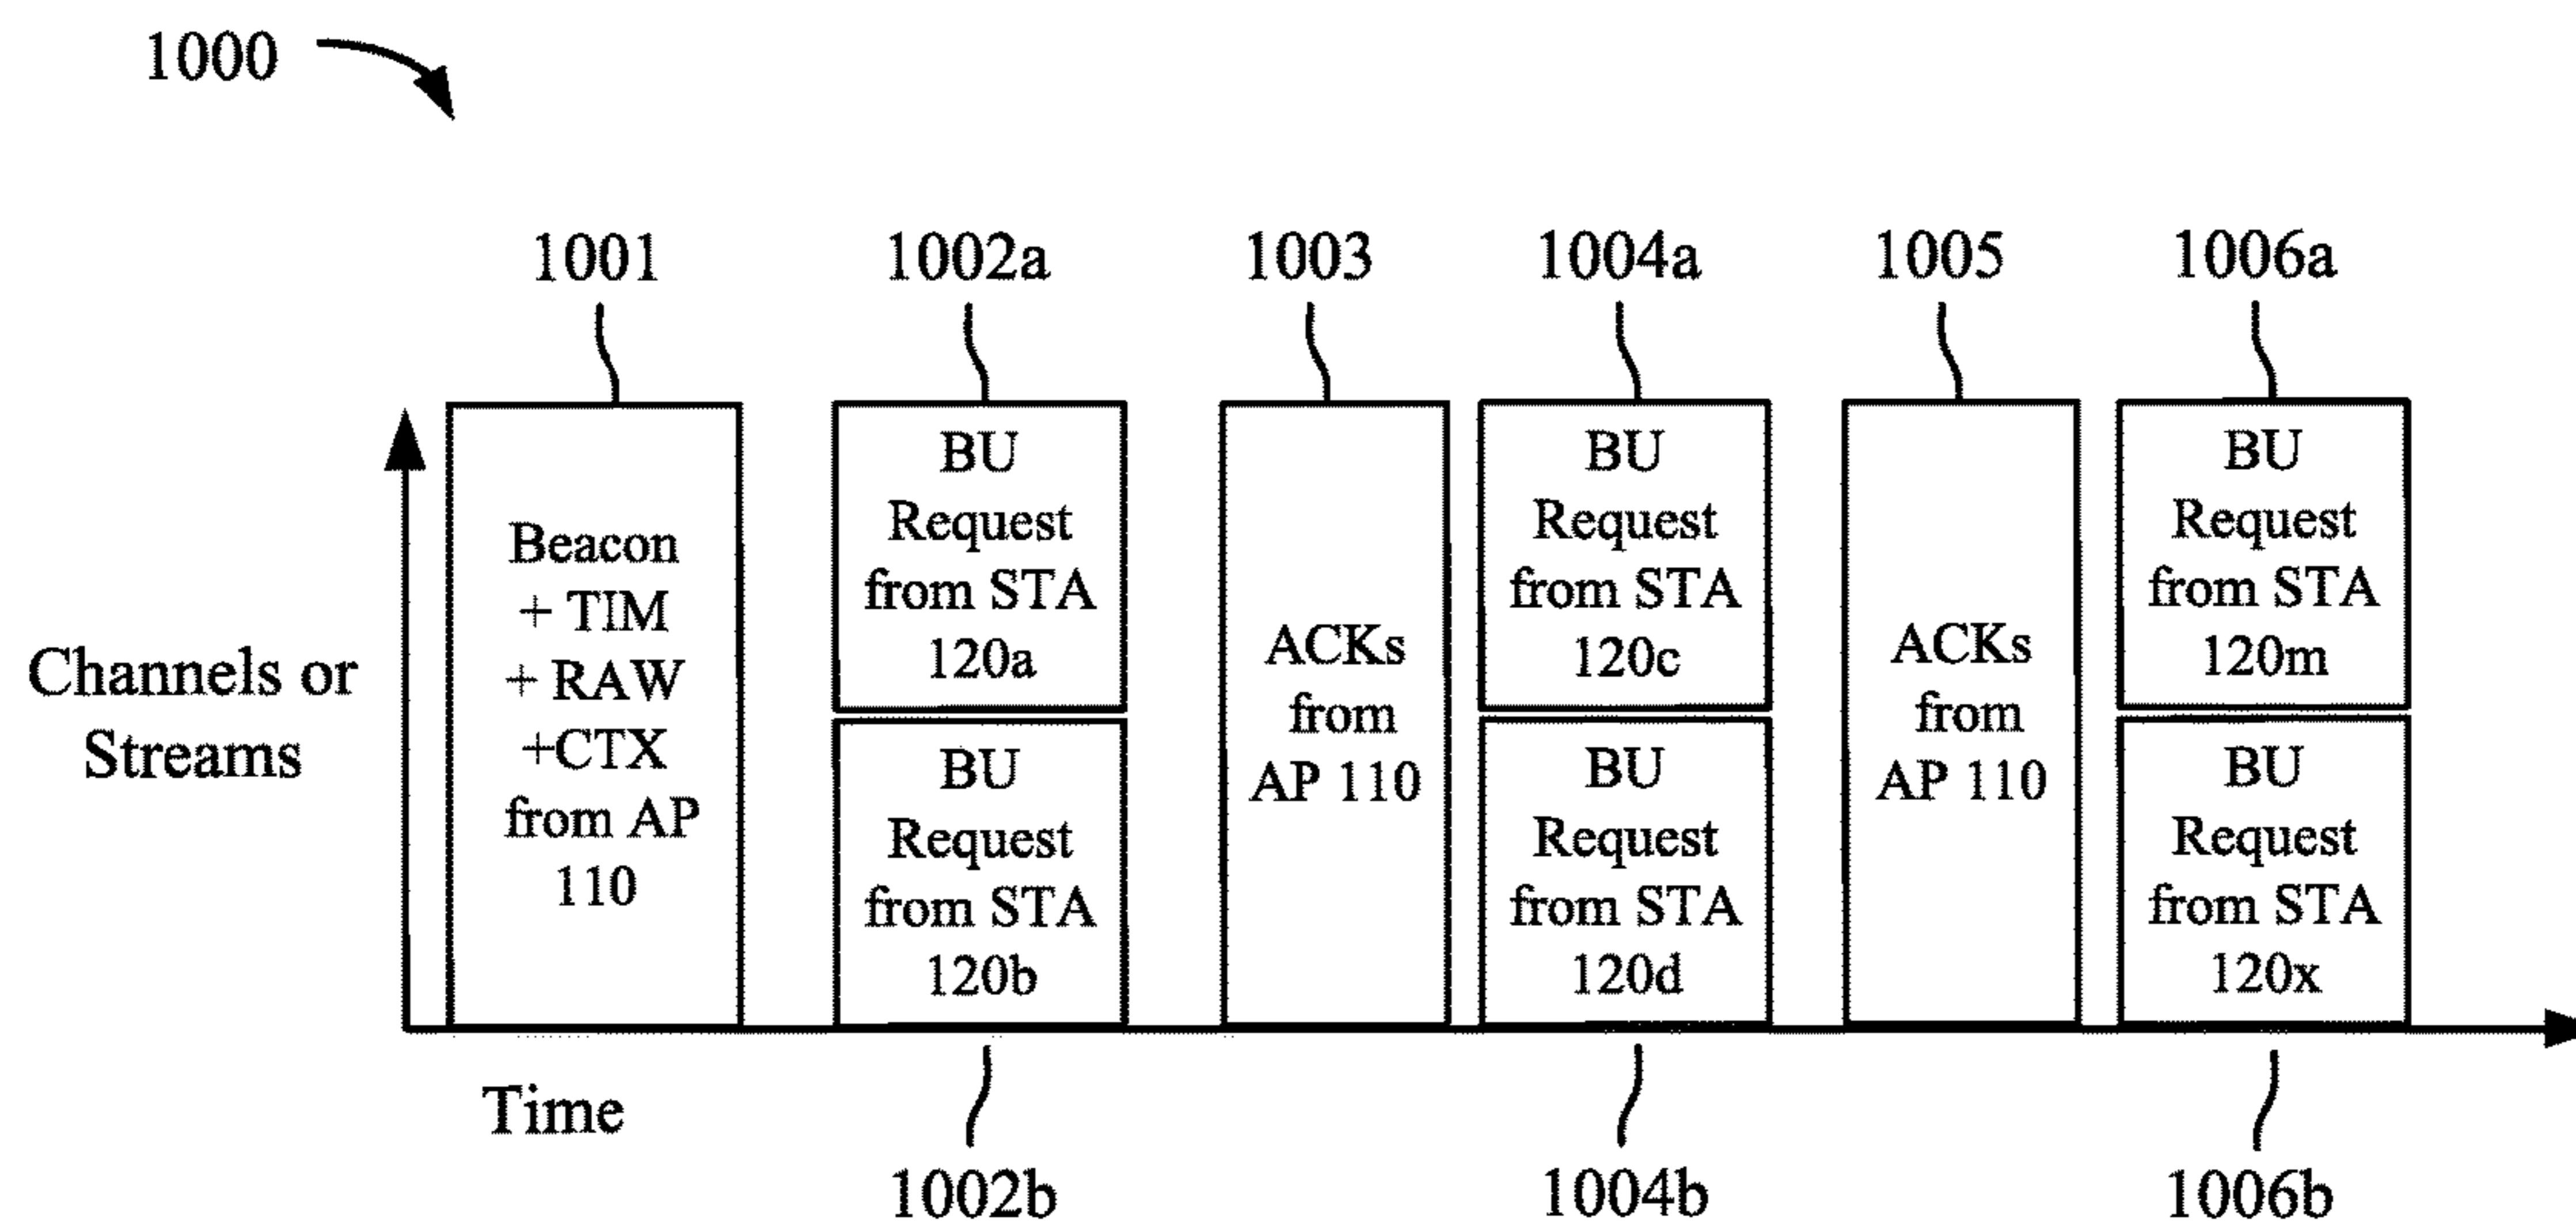 1000
1001
1002a
1003
1004a
1005
1006a
Channels or
Streams
Beacon
+ TIM
+ RAW
+CTX
from AP
110
BU
Request
from STA
120a
BU
Request
from STA
120b
ACKs
from
AP 110
BU
Request
from STA
120c
BU
Request
from STA
120d
ACKs
from
AP 110
BU
Request
from STA
120m
BU
Request
from STA
120x
Time
1002b
1004b
1006b